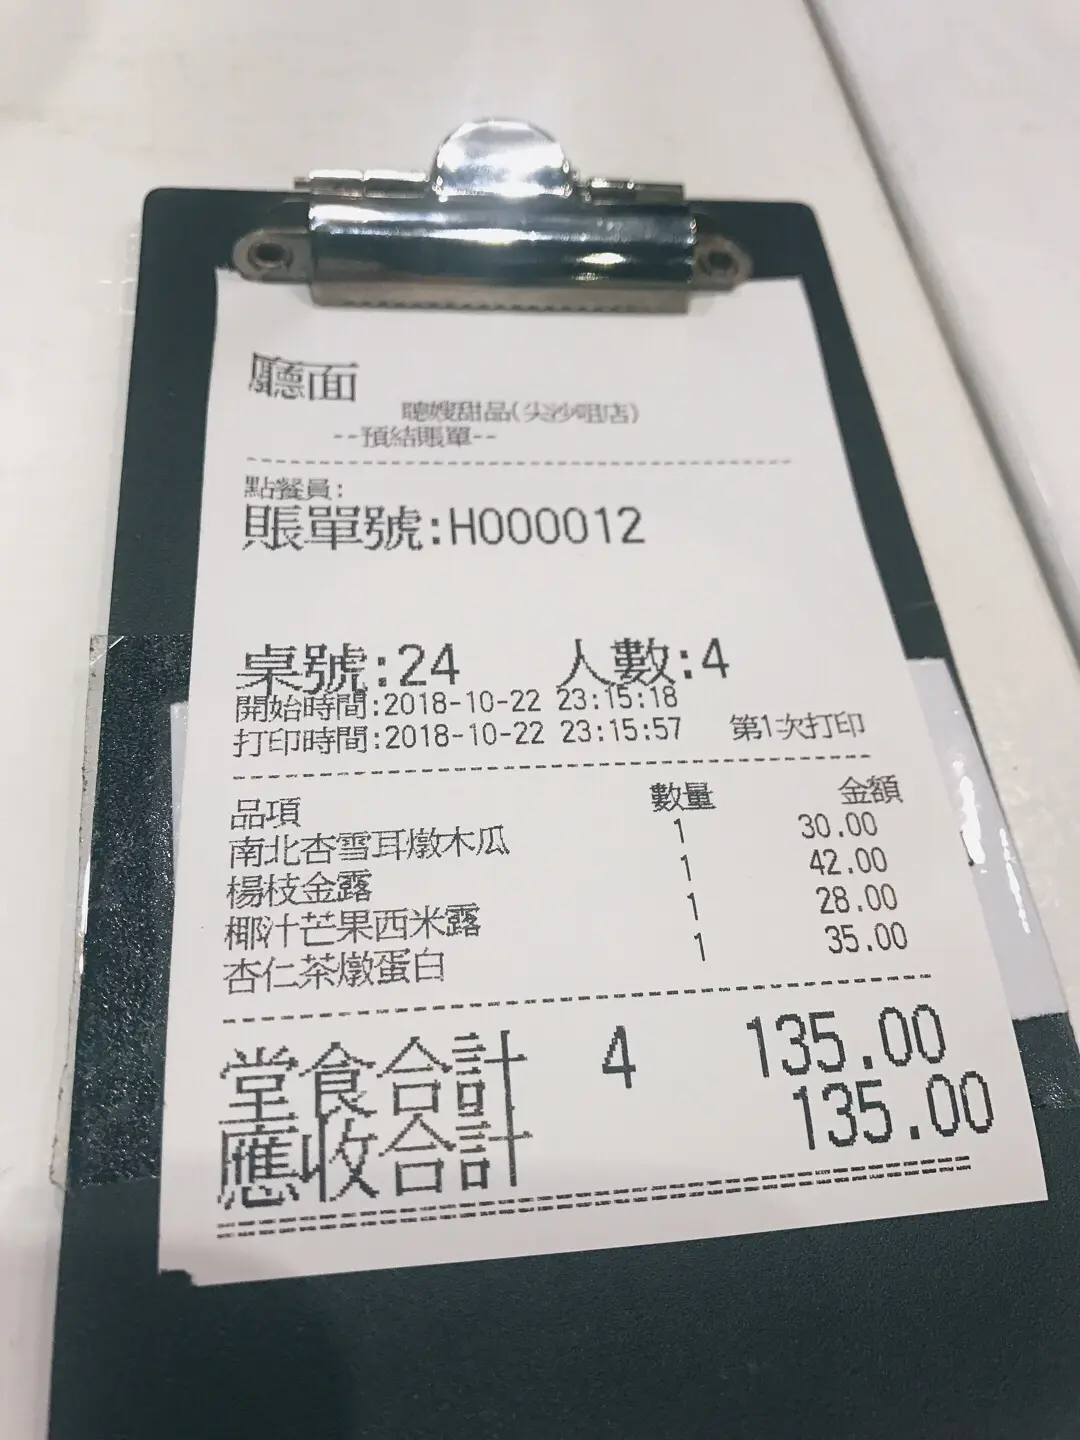 廳面
聰嫂甜品(尖沙咀店)
--預結賬單--
點餐員:
賬單號:H000012
桌號:24 人數:4
開始時間:2018-10-22 23:15:18
打印時間:2018-10-22 23:15:57 第1次打印
品項 數量 金額
南北杏雪耳燉木瓜 1 30.00
楊枝金露 1 42.00
椰汁芒果西米露 1 28.00
杏仁茶燉蛋白 1 35.00
堂食合計 4 135.00
應收合計 135.00